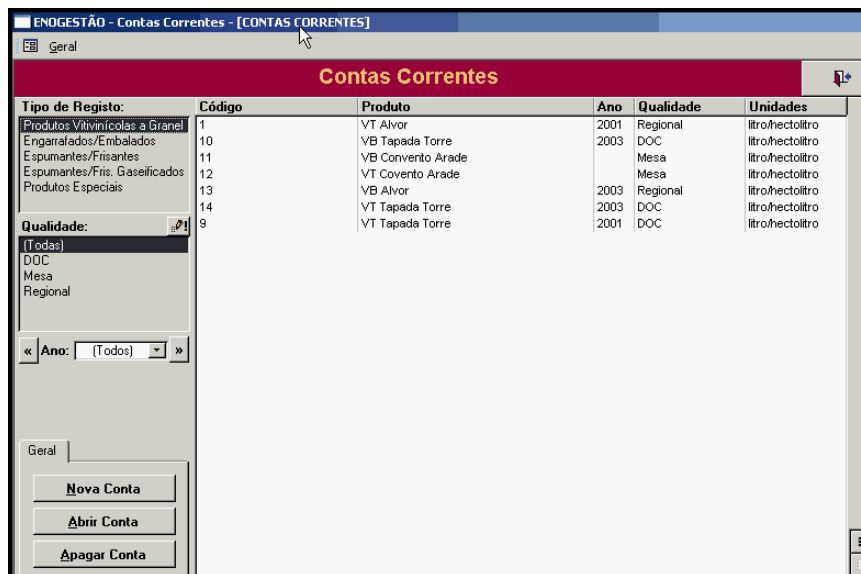 ENOGESTÃO - Contas Correntes - [CONTAS CORRENTES]
Geral
Contas Correntes
Tipo de Registo:
Produtos Vitivinícolas a Granel
Engarrafados/Embalados
Espumantes/Frisantes
Espumantes/Fris. Gaseificados
Produtos Especiais
Qualidade:
(Todas)
DOC
Mesa
Regional
« Ano: (Todos) »
Geral
Nova Conta
Abrir Conta
Apagar Conta
Código Produto Ano Qualidade Unidades
1 VT Alvor 2001 Regional litro/hectolitro
10 VB Tapada Torre 2003 DOC litro/hectolitro
11 VB Convento Arade Mesa litro/hectolitro
12 VT Covento Arade Mesa litro/hectolitro
13 VB Alvor 2003 Regional litro/hectolitro
14 VT Tapada Torre 2003 DOC litro/hectolitro
9 VT Tapada Torre 2001 DOC litro/hectolitro